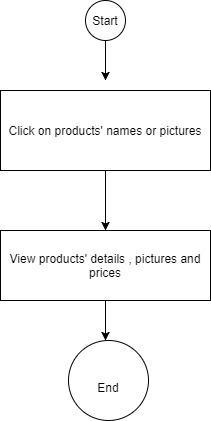 Start
Click on products' names or pictures
View products' details , pictures and
prices
End